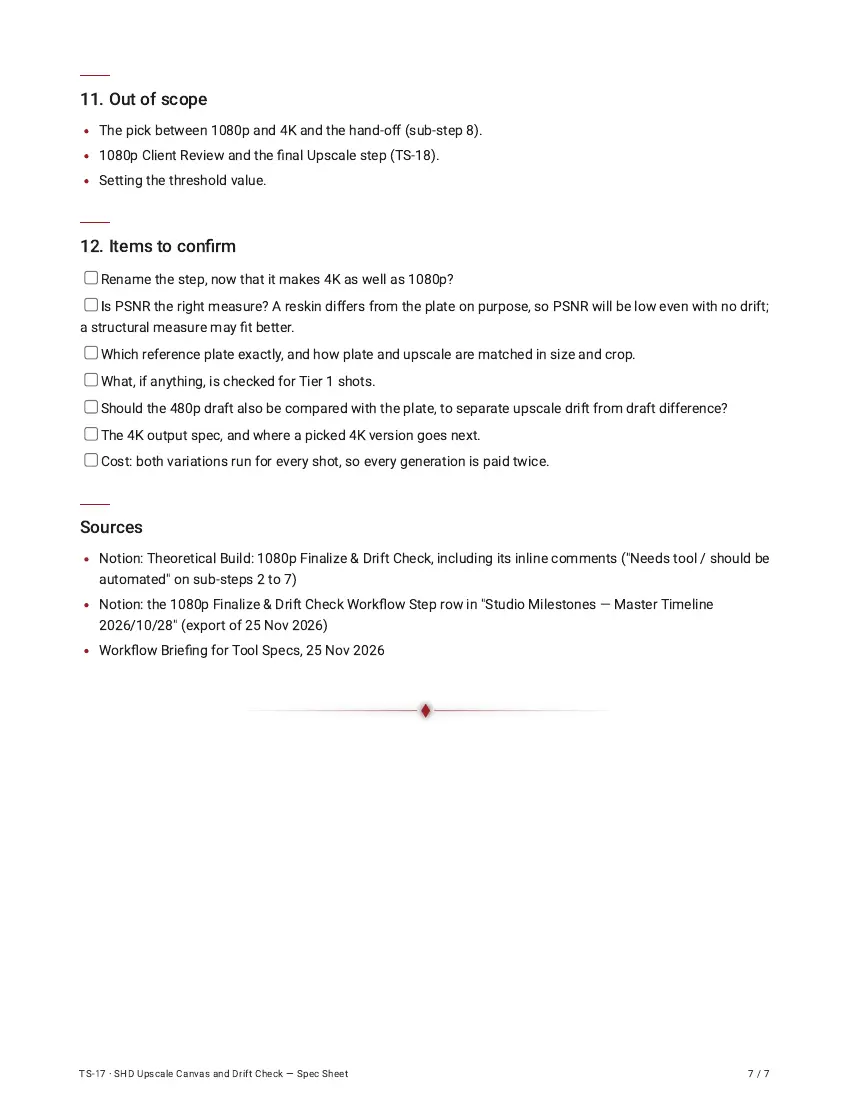 11. Out of scope
• The pick between 1080p and 4K and the hand-off (sub-step 8).
• 1080p Client Review and the final Upscale step (TS-18).
• Setting the threshold value.
12. Items to confirm
Rename the step, now that it makes 4K as well as 1080p?
Is PSNR the right measure? A reskin differs from the plate on purpose, so PSNR will be low even with no drift;
a structural measure may fit better.
Which reference plate exactly, and how plate and upscale are matched in size and crop.
What, if anything, is checked for Tier 1 shots.
Should the 480p draft also be compared with the plate, to separate upscale drift from draft difference?
The 4K output spec, and where a picked 4K version goes next.
Cost: both variations run for every shot, so every generation is paid twice.
Sources
• Notion: Theoretical Build: 1080p Finalize & Drift Check, including its inline comments ("Needs tool / should be
automated" on sub-steps 2 to 7)
• Notion: the 1080p Finalize & Drift Check Workflow Step row in "Studio Milestones — Master Timeline
2026/10/28" (export of 25 Nov 2026)
• Workflow Briefing for Tool Specs, 25 Nov 2026
TS-17 · SHD Upscale Canvas and Drift Check — Spec Sheet
7 / 7